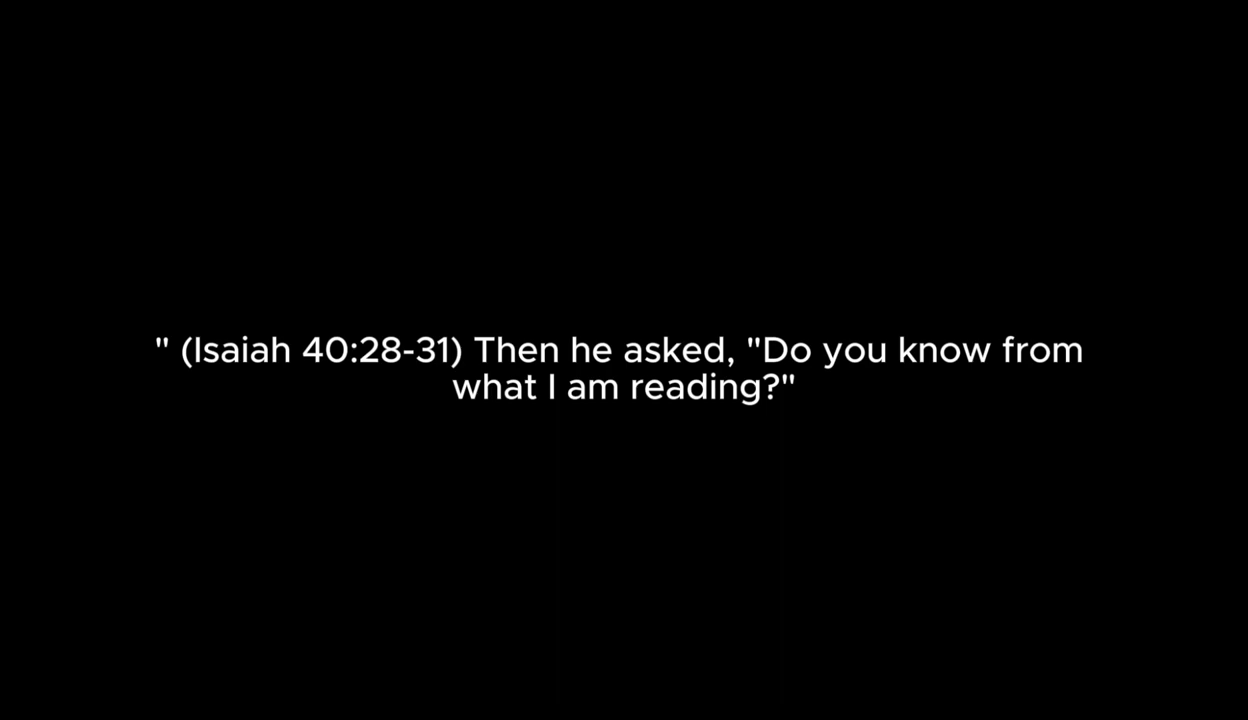 " (Isaiah 40:28-31) Then he asked, "Do you know from
what I am reading?"